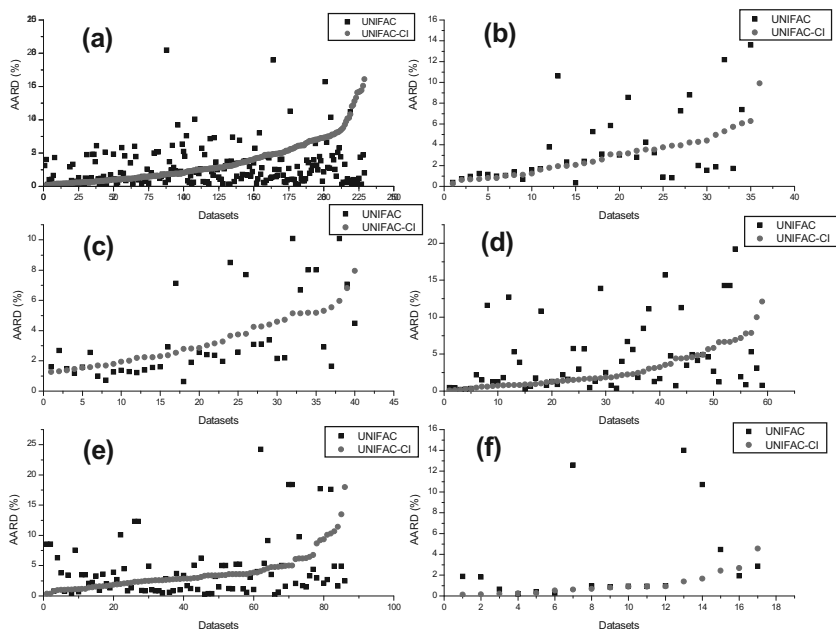 (a)
UNIFAC
UNIFAC-CI
AARD (%)
25
20
15
10
5
0
0 25 50 75 100 125 150 175 200 225 250
Datasets
(b)
UNIFAC
UNIFAC-CI
AARD (%)
16
14
12
10
8
6
4
2
0
0 5 10 15 20 25 30 35 40
Datasets
(c)
UNIFAC
UNIFAC-CI
AARD (%)
10
8
6
4
2
0
0 5 10 15 20 25 30 35 40 45
Datasets
(d)
UNIFAC
UNIFAC-CI
AARD (%)
20
15
10
5
0
0 10 20 30 40 50 60
Datasets
(e)
UNIFAC
UNIFAC-CI
AARD (%)
25
20
15
10
5
0
0 20 40 60 80 100
Datasets
(f)
UNIFAC
UNIFAC-CI
AARD (%)
16
14
12
10
8
6
4
2
0
0 2 4 6 8 10 12 14 16 18
Datasets